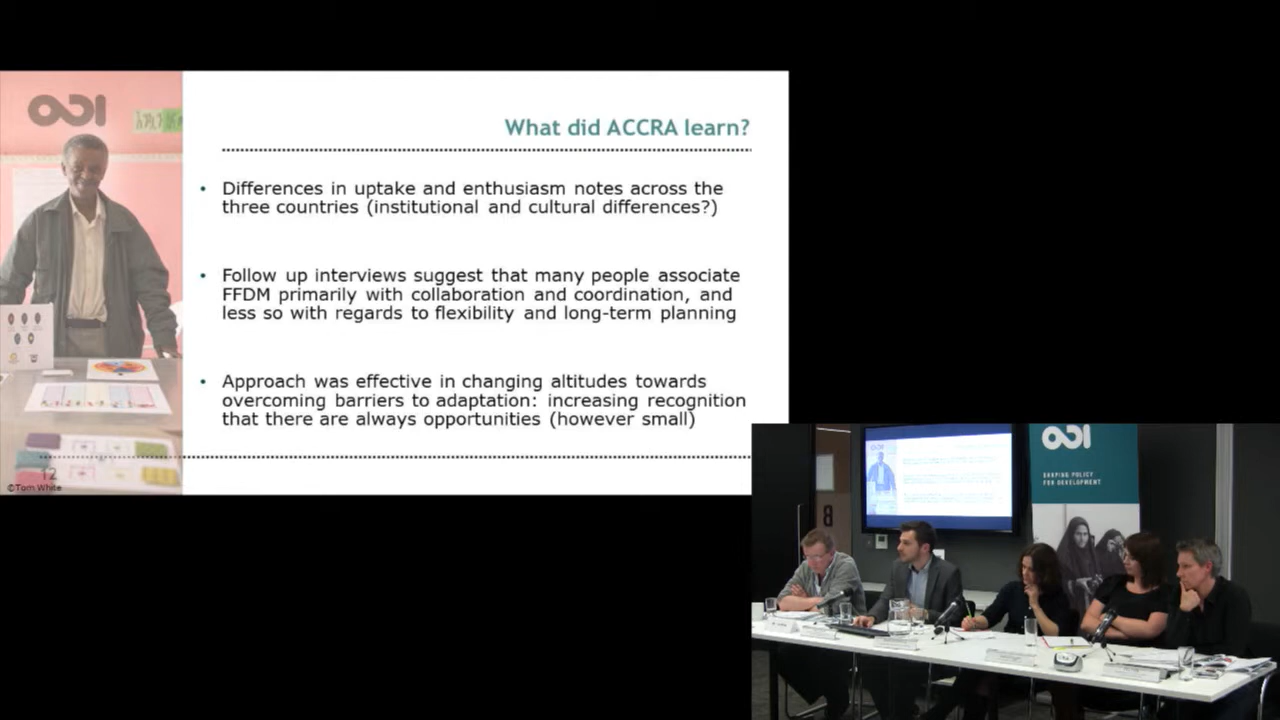 ODI
What did ACCRA learn?
• Differences in uptake and enthusiasm notes across the
three countries (institutional and cultural differences?)
• Follow up interviews suggest that many people associate
FFDM primarily with collaboration and coordination, and
less so with regards to flexibility and long-term planning
• Approach was effective in changing altitudes towards
overcoming barriers to adaptation: increasing recognition
that there are always opportunities (however small)
12
©Tom White
ODI
SHAPING POLICY
FOR DEVELOPMENT
8